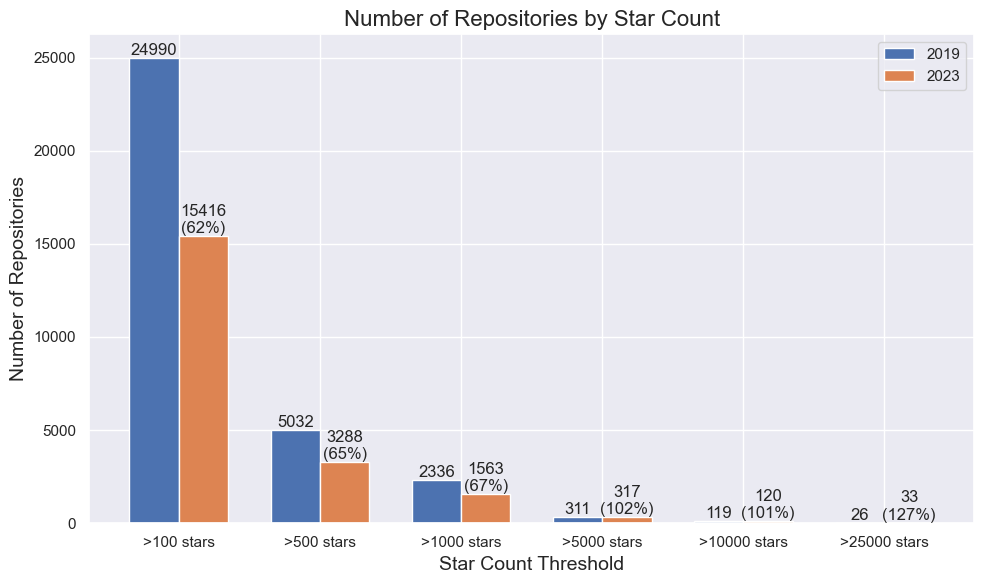 Number of Repositories by Star Count
2019
2023
Number of Repositories
25000
20000
15000
10000
5000
0
24990
15416
(62%)
5032
3288
(65%)
2336
1563
(67%)
311
317
(102%)
119
120
(101%)
26
33
(127%)
>100 stars
>500 stars
>1000 stars
>5000 stars
>10000 stars
>25000 stars
Star Count Threshold